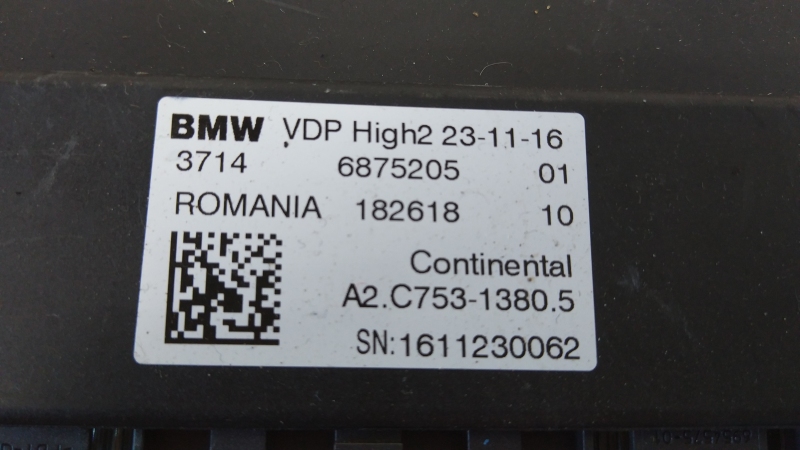 BMW VDP High2 23-11-16
3714 6875205 01
ROMANIA 182618 10
Continental
A2.C753-1380.5
SN:1611230062